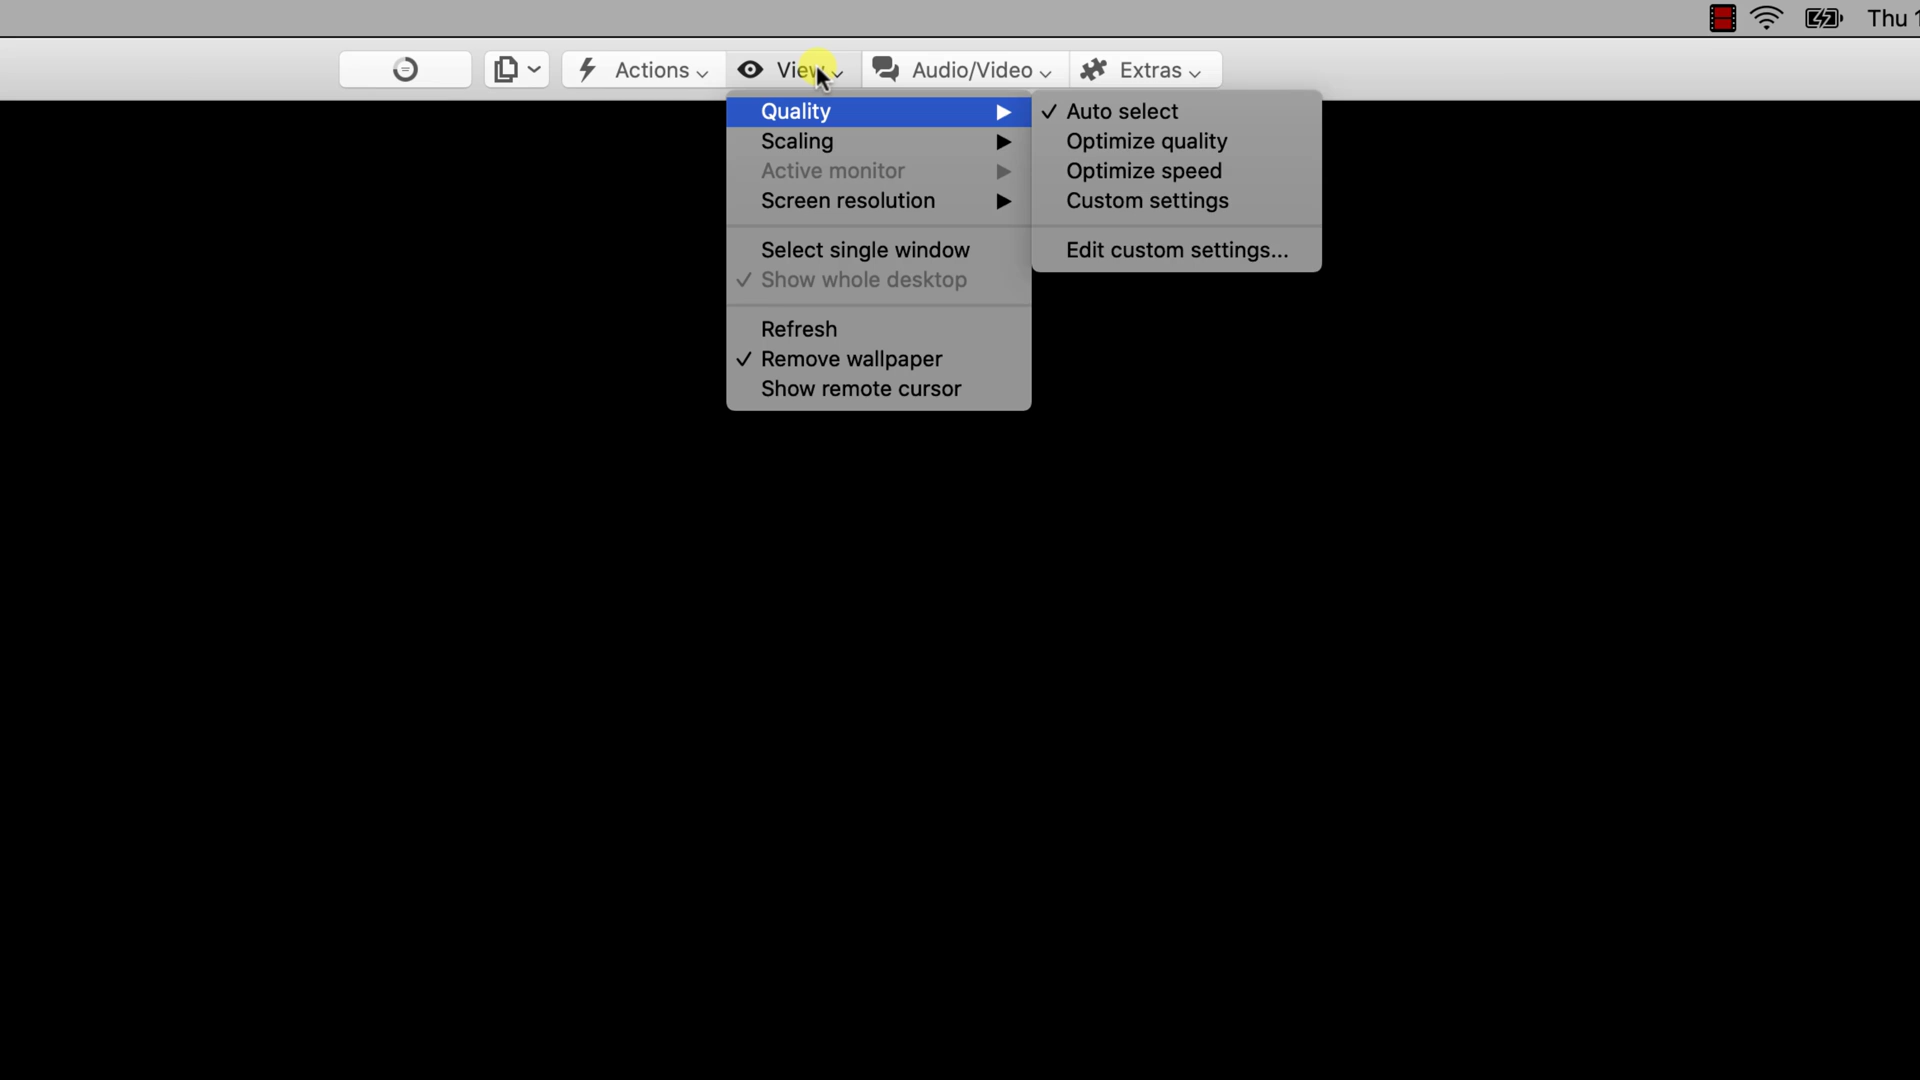 Thu 1
Actions View Audio/Video Extras
Quality
Scaling
Active monitor
Screen resolution
Select single window
Show whole desktop
Refresh
Remove wallpaper
Show remote cursor
Auto select
Optimize quality
Optimize speed
Custom settings
Edit custom settings...